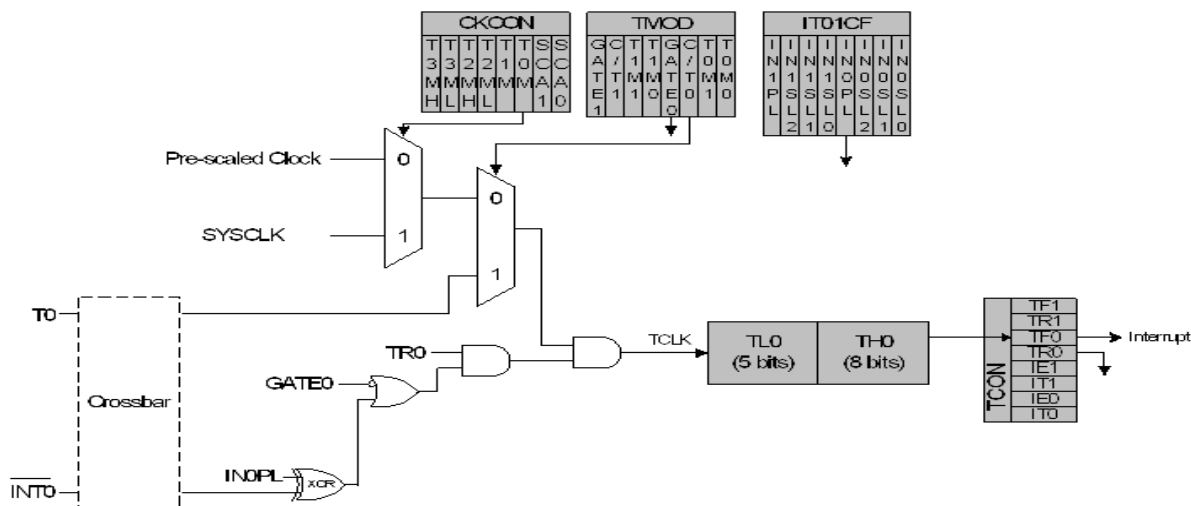 CKCON
T3MH T3ML T2MH T2ML T1M T0M SCA1 SCA0
TMOD
GATE1 C/T1 T1M1 T1M0 GATE0 C/T0 T0M1 T0M0
IT01CF
IN1PL IN1SL2 IN1SL1 IN1SL0 IN0PL IN0SL2 IN0SL1 IN0SL0
Pre-scaled Clock
0
SYSCLK
1
0
1
T0
Crossbar
INT0
TR0
GATE0
IN0PL
XOR
TCLK
TL0
(5 bits)
TH0
(8 bits)
TCON
TF1
TR1
TF0
TR0
IE1
IT1
IE0
IT0
Interrupt